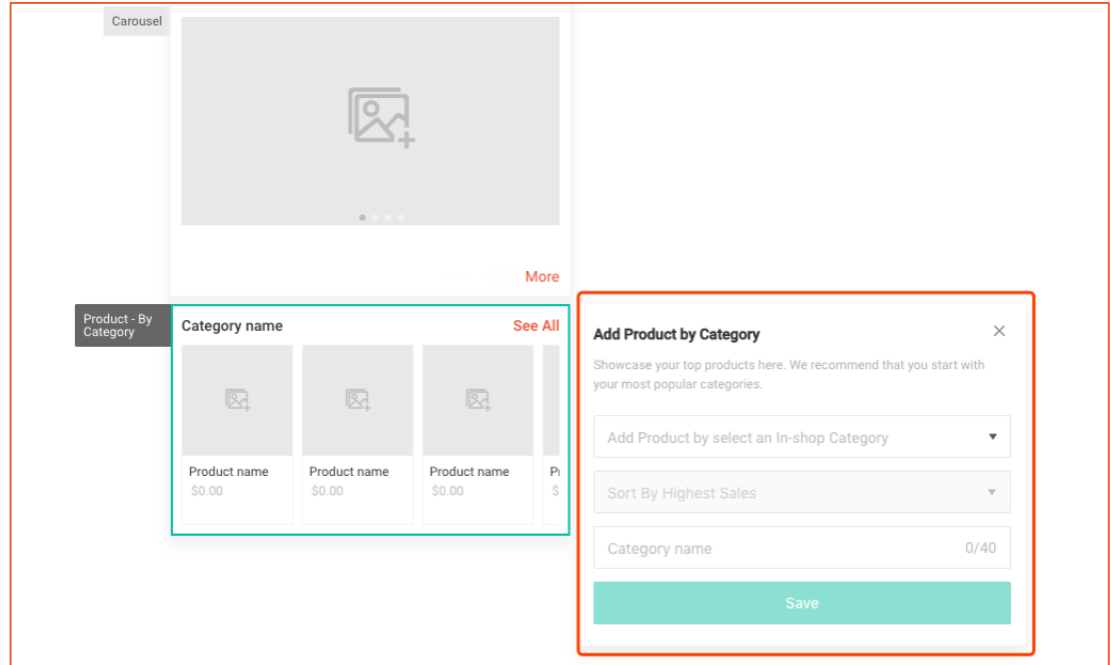 Carousel
More
Product - By
Category
Category name
See All
Product name
$0.00
Product name
$0.00
Product name
$0.00
$
Add Product by Category
Showcase your top products here. We recommend that you start with
your most popular categories.
Add Product by select an In-shop Category
Sort By Highest Sales
Category name
0/40
Save